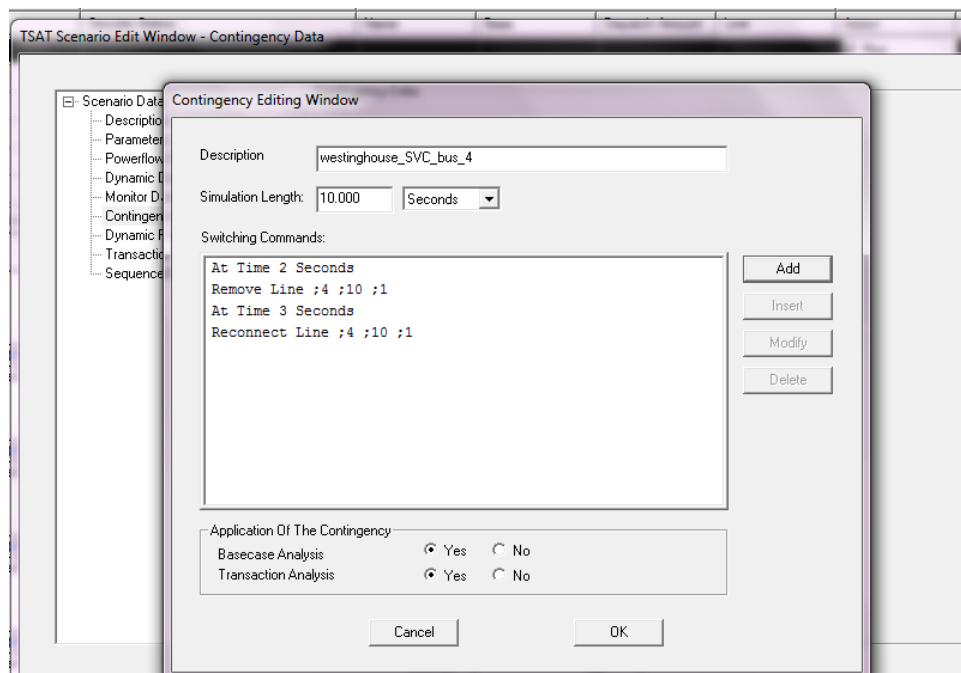 TSAT Scenario Edit Window - Contingency Data
Scenario Data
Descriptio
Parameter
Powerflow
Dynamic D
Monitor D
Contingen
Dynamic F
Transactio
Sequence
Contingency Editing Window
Description westinghouse_SVC_bus_4
Simulation Length: 10.000 Seconds
Switching Commands:
At Time 2 Seconds
Remove Line ;4 ;10 ;1
At Time 3 Seconds
Reconnect Line ;4 ;10 ;1
Add
Insert
Modify
Delete
Application Of The Contingency
Basecase Analysis Yes No
Transaction Analysis Yes No
Cancel OK